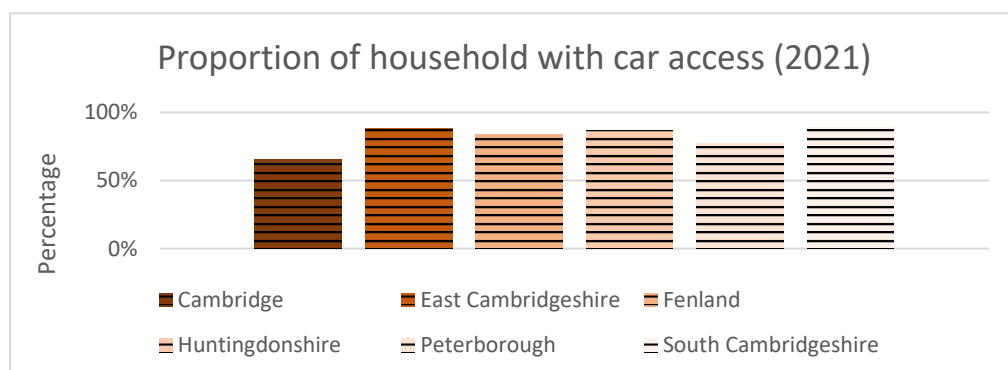 Proportion of household with car access (2021)
100%
50%
0%
Percentage
Cambridge
East Cambridgeshire
Fenland
Huntingdonshire
Peterborough
South Cambridgeshire